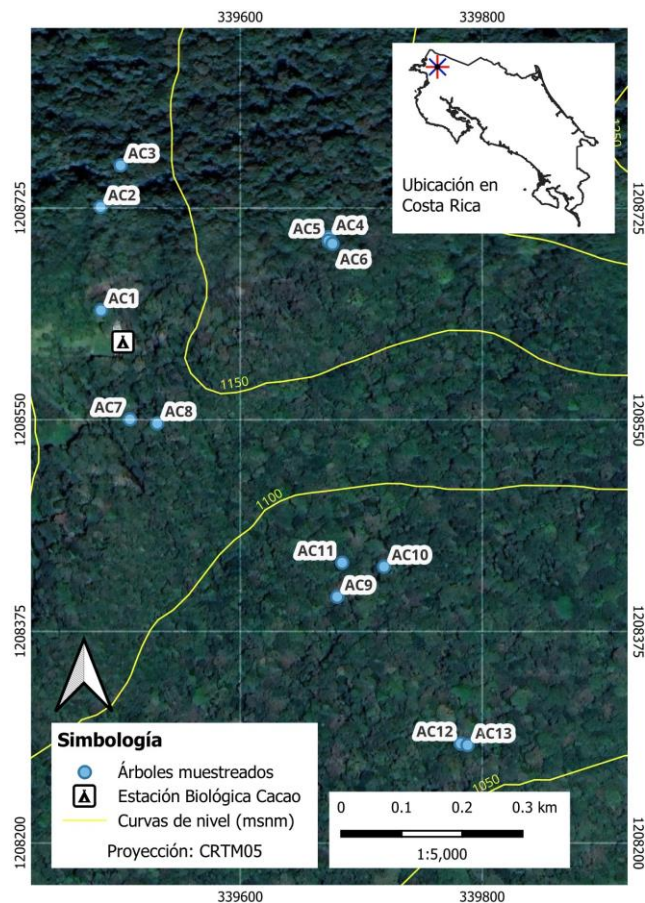 339600
339800
1250
AC3
AC2
1208725
1208725
AC5
AC4
AC6
Ubicación en
Costa Rica
AC1
1150
AC7
AC8
1208550
1208550
1100
AC11
AC10
AC9
1208375
1208375
AC12
AC13
1050
Simbología
Árboles muestreados
Estación Biológica Cacao
Curvas de nivel (msnm)
Proyección: CRTM05
0 0.1 0.2 0.3 km
1:5,000
1208200
1208200
339600
339800